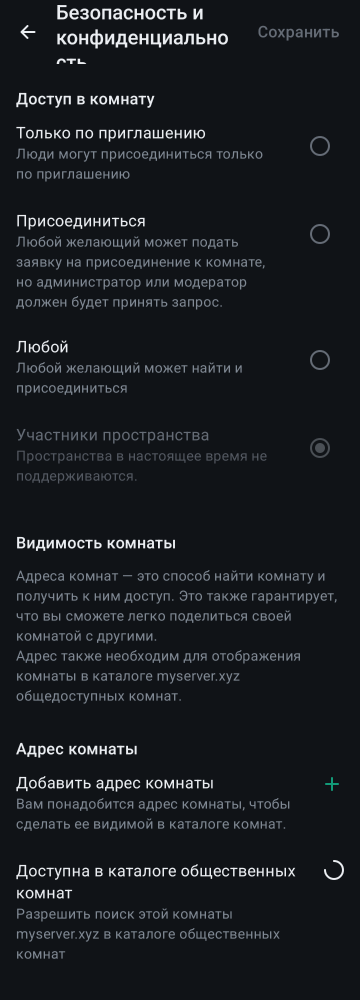 Безопасность и
конфиденциально
сть
Сохранить
Доступ в комнату
Только по приглашению
Люди могут присоединиться только
по приглашению
Присоединиться
Любой желающий может подать
заявку на присоединение к комнате,
но администратор или модератор
должен будет принять запрос.
Любой
Любой желающий может найти и
присоединиться
Участники пространства
Пространства в настоящее время не
поддерживаются.
Видимость комнаты
Адреса комнат — это способ найти комнату и
получить к ним доступ. Это также гарантирует,
что вы сможете легко поделиться своей
комнатой с другими.
Адрес также необходим для отображения
комнаты в каталоге myserver.xyz
общедоступных комнат.
Адрес комнаты
Добавить адрес комнаты
Вам понадобится адрес комнаты, чтобы
сделать ее видимой в каталоге комнат.
Доступна в каталоге общественных
комнат
Разрешить поиск этой комнаты
myserver.xyz в каталоге общественных
комнат